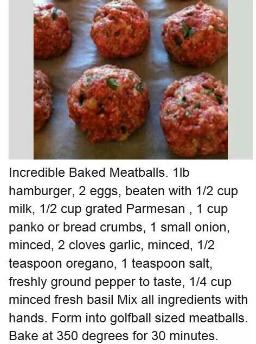 Incredible Baked Meatballs. 1lb
hamburger, 2 eggs, beaten with 1/2 cup
milk, 1/2 cup grated Parmesan , 1 cup
panko or bread crumbs, 1 small onion,
minced, 2 cloves garlic, minced, 1/2
teaspoon oregano, 1 teaspoon salt,
freshly ground pepper to taste, 1/4 cup
minced fresh basil Mix all ingredients with
hands. Form into golfball sized meatballs.
Bake at 350 degrees for 30 minutes.